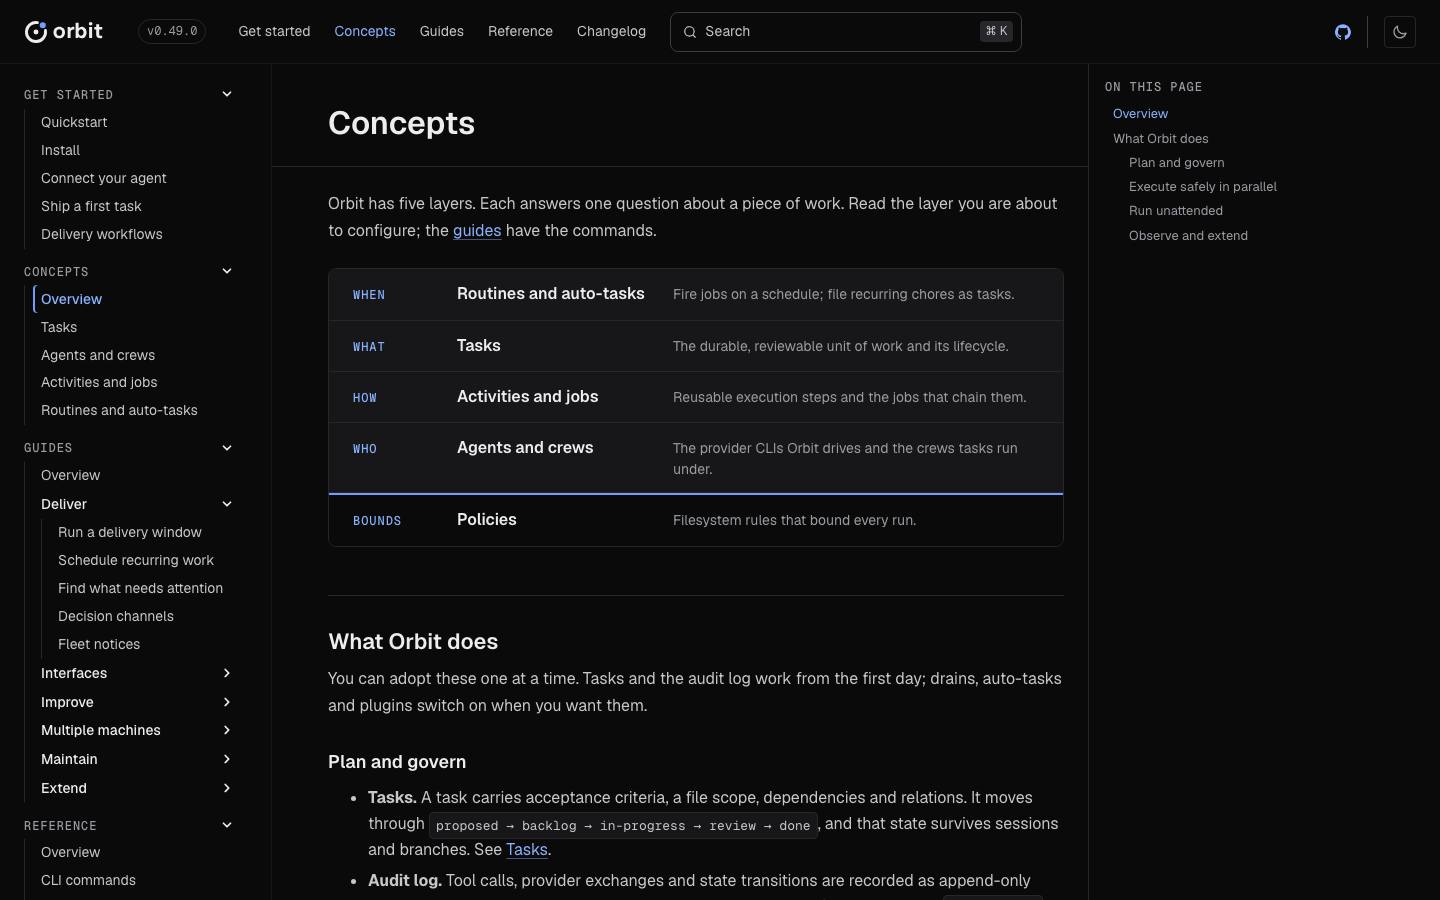 orbit
v0.49.0
Get started
Concepts
Guides
Reference
Changelog
Search
⌘ K
GET STARTED
Quickstart
Install
Connect your agent
Ship a first task
Delivery workflows
CONCEPTS
Overview
Tasks
Agents and crews
Activities and jobs
Routines and auto-tasks
GUIDES
Overview
Deliver
Run a delivery window
Schedule recurring work
Find what needs attention
Decision channels
Fleet notices
Interfaces
Improve
Multiple machines
Maintain
Extend
REFERENCE
Overview
CLI commands
Concepts
Orbit has five layers. Each answers one question about a piece of work. Read the layer you are about
to configure; the guides have the commands.
WHEN Routines and auto-tasks Fire jobs on a schedule; file recurring chores as tasks.
WHAT Tasks The durable, reviewable unit of work and its lifecycle.
HOW Activities and jobs Reusable execution steps and the jobs that chain them.
WHO Agents and crews The provider CLIs Orbit drives and the crews tasks run
under.
BOUNDS Policies Filesystem rules that bound every run.
What Orbit does
You can adopt these one at a time. Tasks and the audit log work from the first day; drains, auto-tasks
and plugins switch on when you want them.
Plan and govern
• Tasks. A task carries acceptance criteria, a file scope, dependencies and relations. It moves
through proposed → backlog → in-progress → review → done, and that state survives sessions
and branches. See Tasks.
• Audit log. Tool calls, provider exchanges and state transitions are recorded as append-only
ON THIS PAGE
Overview
What Orbit does
Plan and govern
Execute safely in parallel
Run unattended
Observe and extend